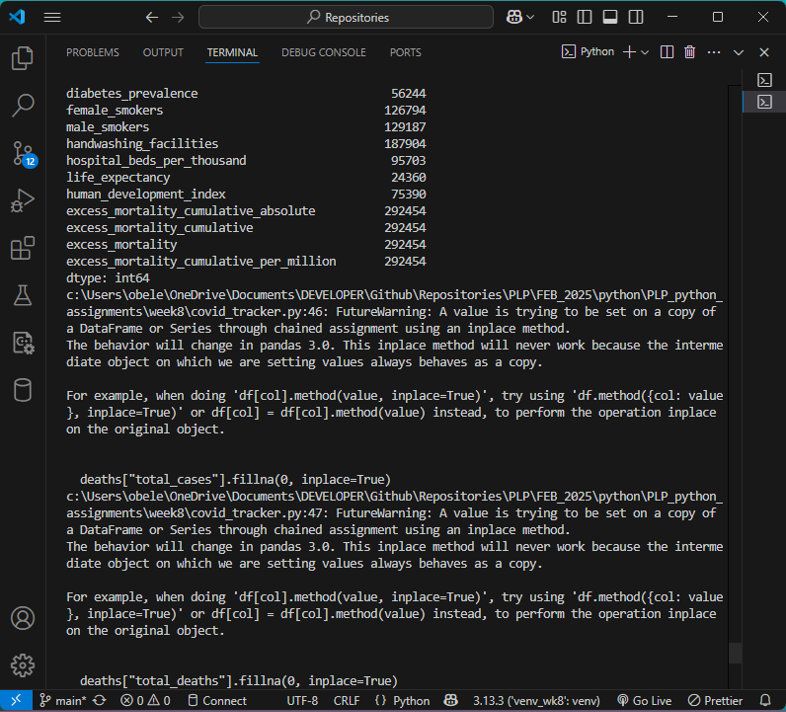 Repositories
PROBLEMS OUTPUT TERMINAL DEBUG CONSOLE PORTS Python
diabetes_prevalence 56244
female_smokers 126794
male_smokers 129187
handwashing_facilities 187904
hospital_beds_per_thousand 95703
life_expectancy 24360
human_development_index 75390
excess_mortality_cumulative_absolute 292454
excess_mortality_cumulative 292454
excess_mortality 292454
excess_mortality_cumulative_per_million 292454
dtype: int64
c:\Users\obele\OneDrive\Documents\DEVELOPER\Github\Repositories\PLP\FEB_2025\python\PLP_python_
assignments\week8\covid_tracker.py:46: FutureWarning: A value is trying to be set on a copy of
a DataFrame or Series through chained assignment using an inplace method.
The behavior will change in pandas 3.0. This inplace method will never work because the interme
diate object on which we are setting values always behaves as a copy.
For example, when doing 'df[col].method(value, inplace=True)', try using 'df.method({col: value
}, inplace=True)' or df[col] = df[col].method(value) instead, to perform the operation inplace
on the original object.
deaths["total_cases"].fillna(0, inplace=True)
c:\Users\obele\OneDrive\Documents\DEVELOPER\Github\Repositories\PLP\FEB_2025\python\PLP_python_
assignments\week8\covid_tracker.py:47: FutureWarning: A value is trying to be set on a copy of
a DataFrame or Series through chained assignment using an inplace method.
The behavior will change in pandas 3.0. This inplace method will never work because the interme
diate object on which we are setting values always behaves as a copy.
For example, when doing 'df[col].method(value, inplace=True)', try using 'df.method({col: value
}, inplace=True)' or df[col] = df[col].method(value) instead, to perform the operation inplace
on the original object.
deaths["total_deaths"].fillna(0, inplace=True)
12
main* 0 0 Connect UTF-8 CRLF {} Python 3.13.3 ('venv_wk8': venv) Go Live Prettier